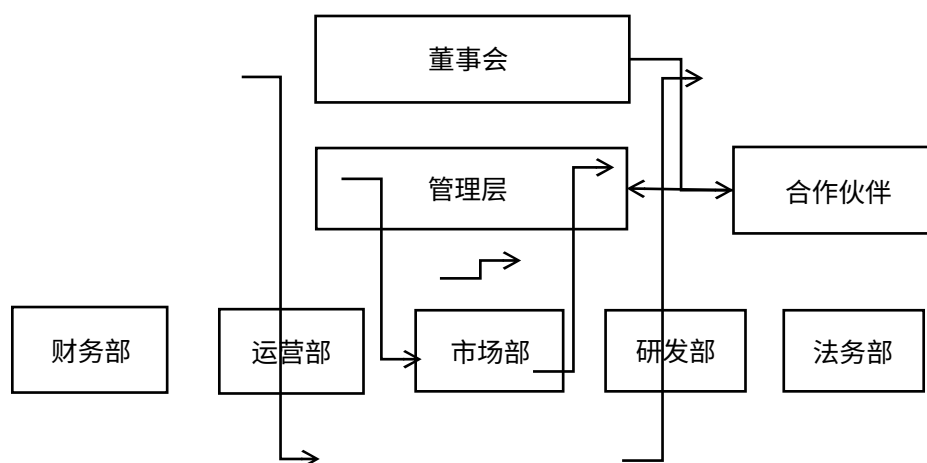 董事会
管理层
合作伙伴
财务部
运营部
市场部
研发部
法务部